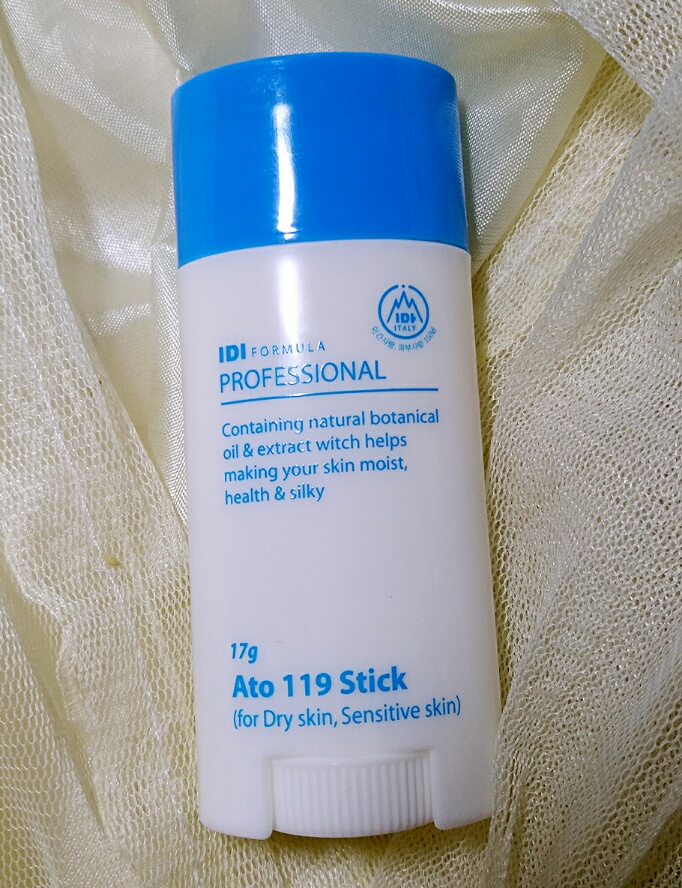 IDI
ITALY
IDI FORMULA
PROFESSIONAL
Containing natural botanical
oil & extract witch helps
making your skin moist,
health & silky
17g
Ato 119 Stick
(for Dry skin, Sensitive skin)